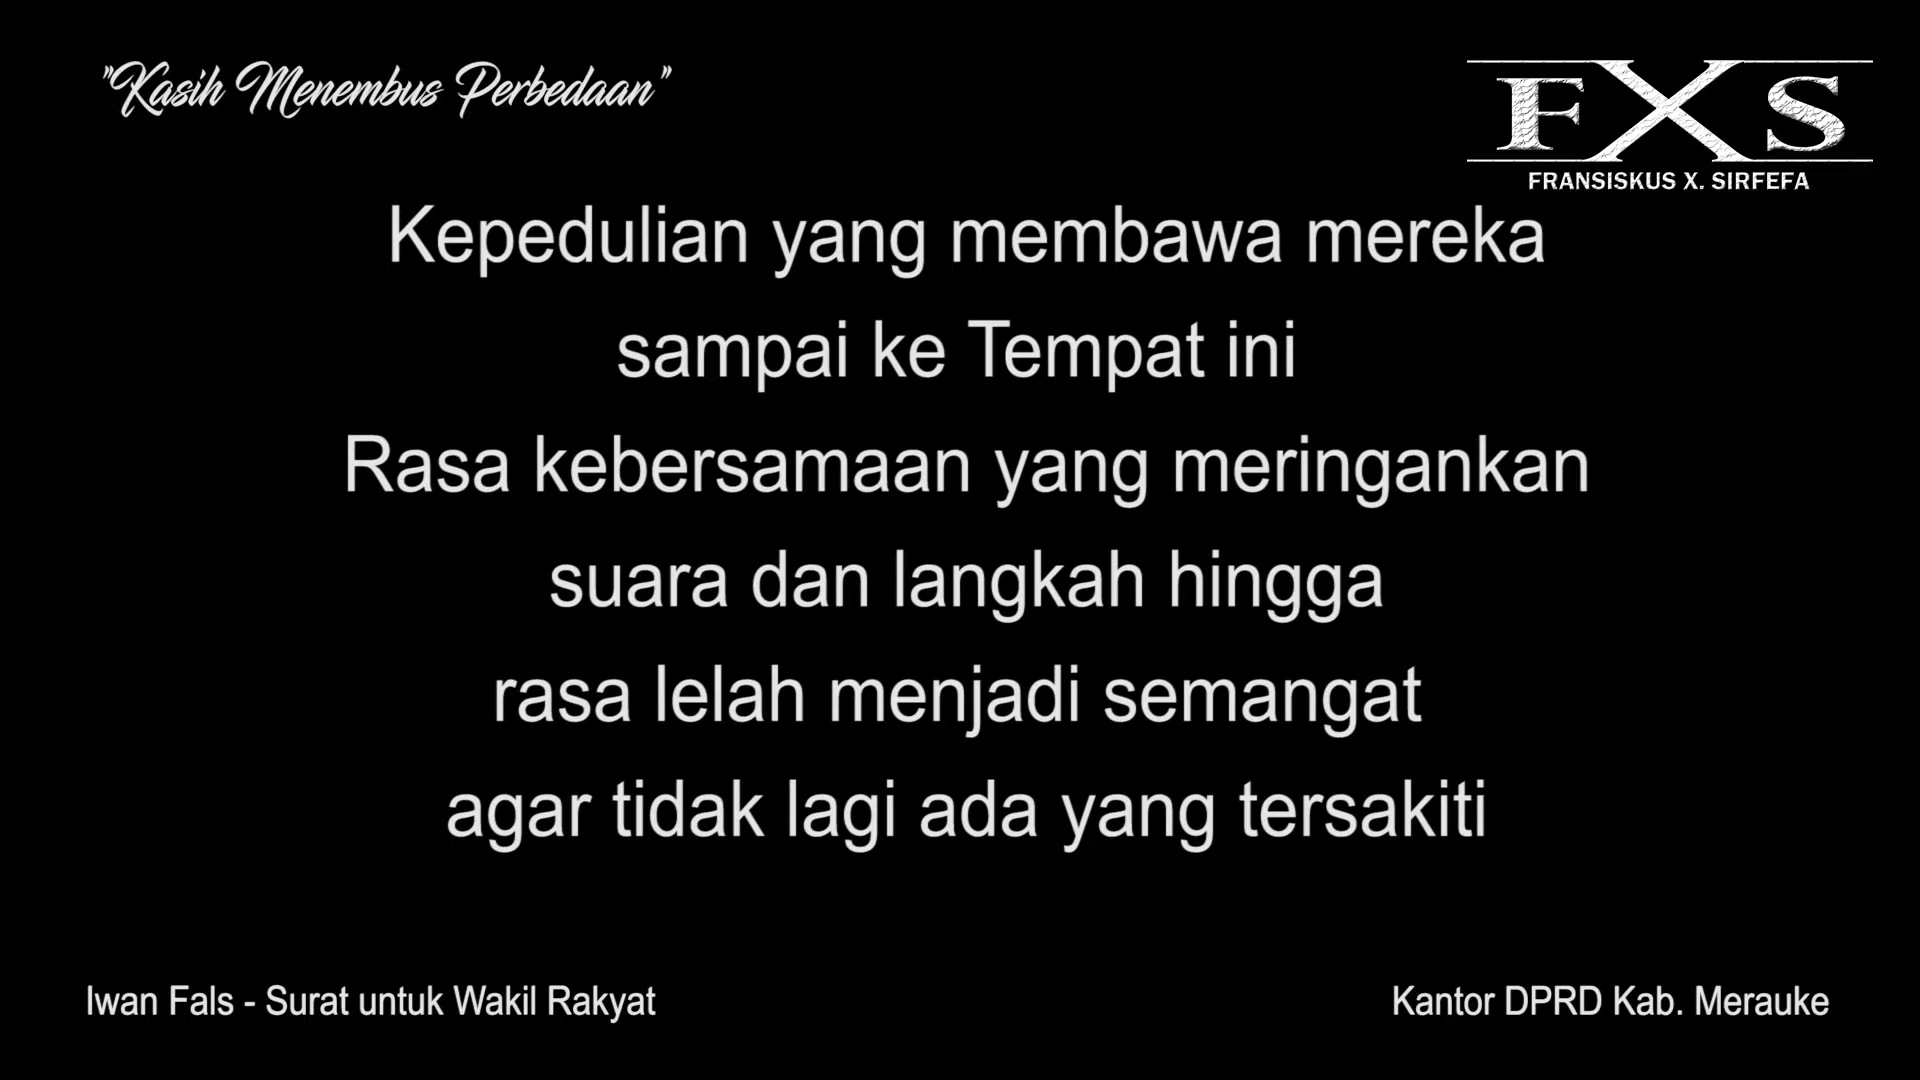 "Kasih Menembus Perbedaan"
FXS
FRANSISKUS X. SIRFEFA
Kepedulian yang membawa mereka
sampai ke Tempat ini
Rasa kebersamaan yang meringankan
suara dan langkah hingga
rasa lelah menjadi semangat
agar tidak lagi ada yang tersakiti
Iwan Fals - Surat untuk Wakil Rakyat
Kantor DPRD Kab. Merauke